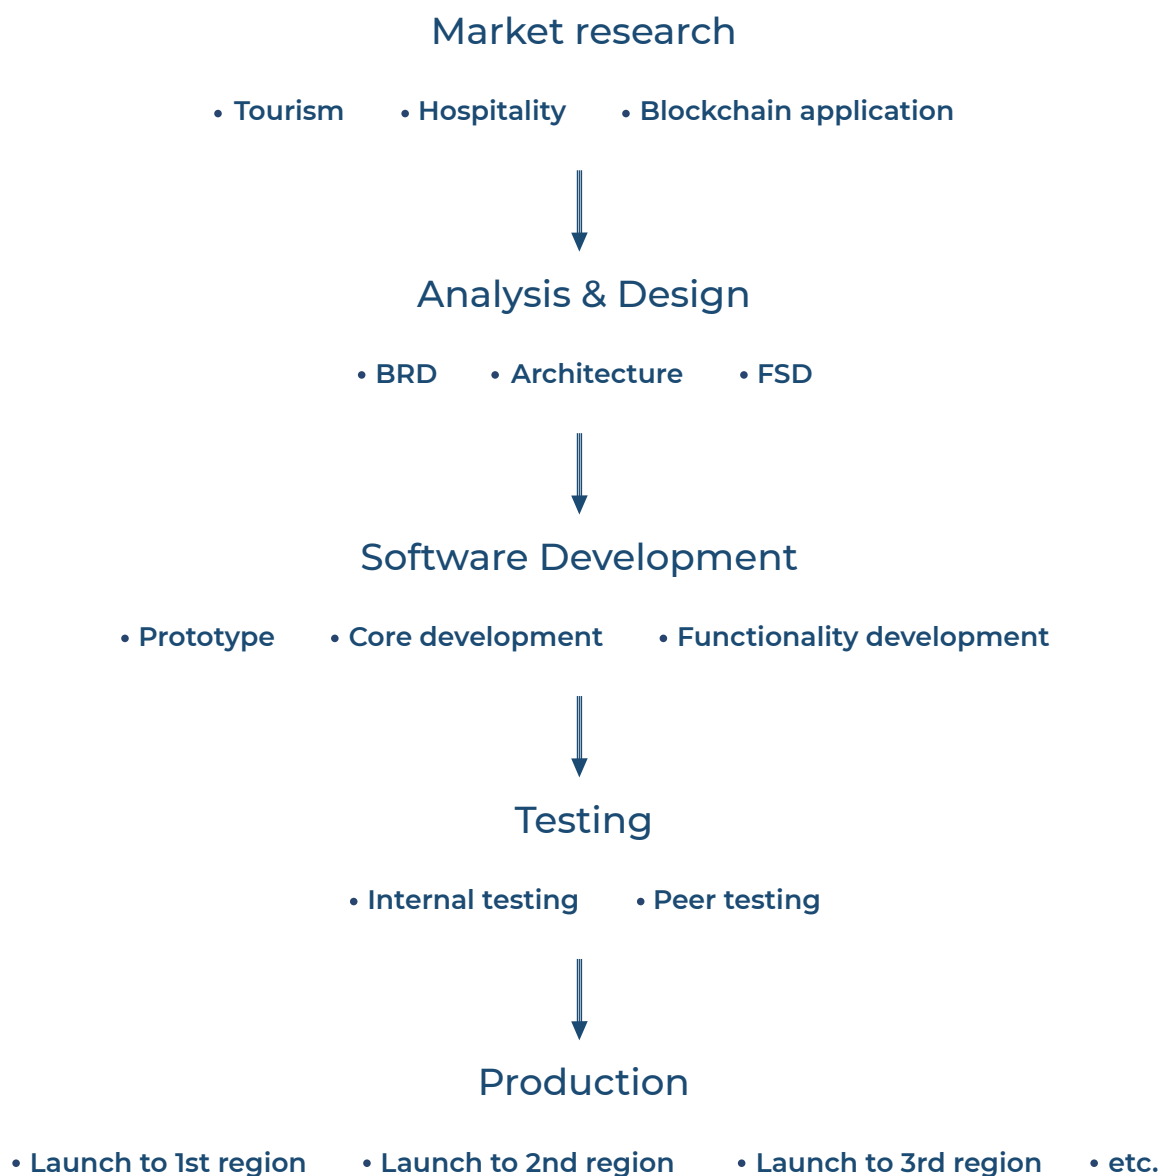 Market research
• Tourism • Hospitality • Blockchain application
Analysis & Design
• BRD • Architecture • FSD
Software Development
• Prototype • Core development • Functionality development
Testing
• Internal testing • Peer testing
Production
• Launch to 1st region • Launch to 2nd region • Launch to 3rd region • etc.